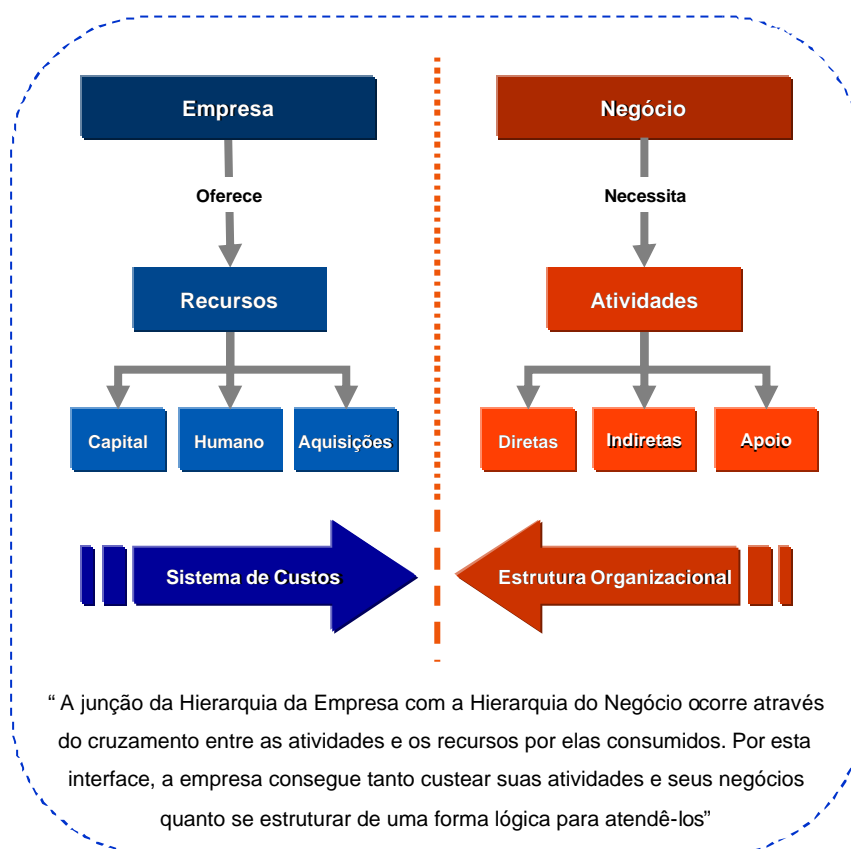 Empresa
Negócio
Oferece
Necessita
Recursos
Atividades
Capital
Humano
Aquisições
Diretas
Indiretas
Apoio
Sistema de Custos
Estrutura Organizacional
“ A junção da Hierarquia da Empresa com a Hierarquia do Negócio ocorre através
do cruzamento entre as atividades e os recursos por elas consumidos. Por esta
interface, a empresa consegue tanto custear suas atividades e seus negócios
quanto se estruturar de uma forma lógica para atendê-los”